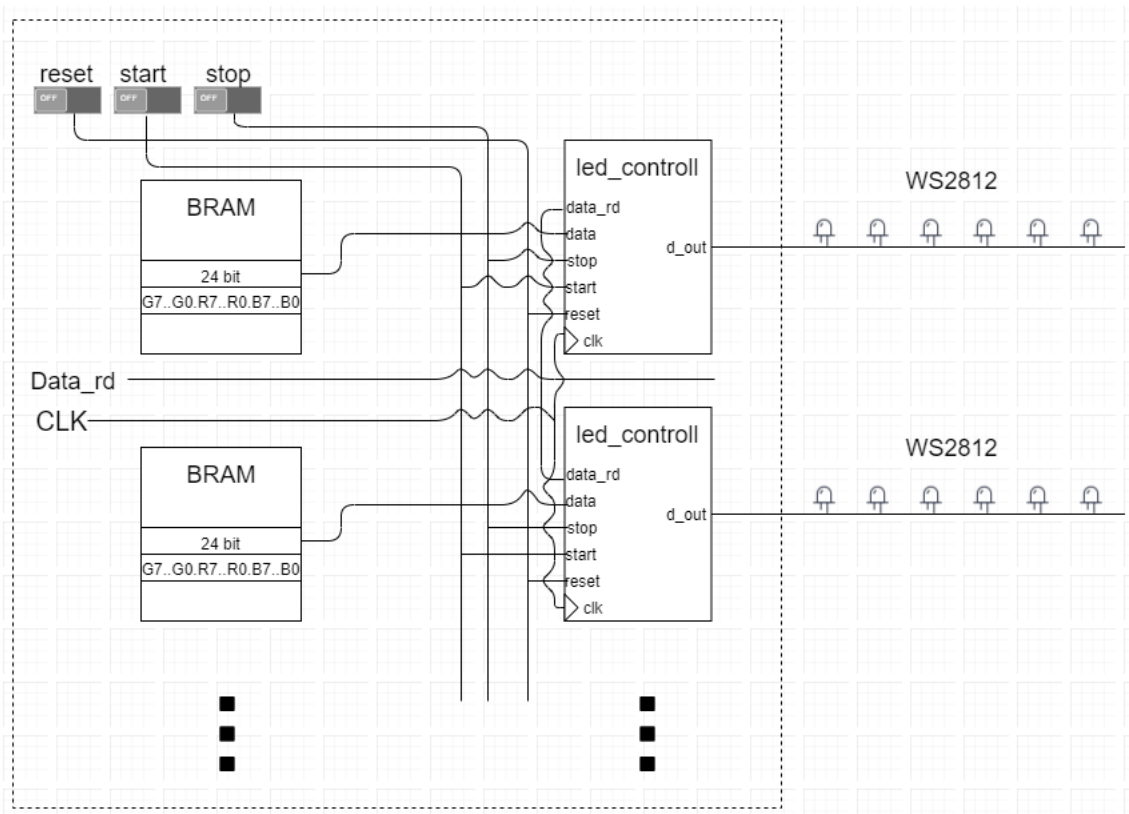 reset start stop
OFF OFF OFF
led_controll
WS2812
BRAM
data_rd
data
d_out
stop
24 bit
start
G7..G0.R7..R0.B7..B0
reset
clk
Data_rd
CLK
led_controll
WS2812
BRAM
data_rd
data
d_out
stop
24 bit
start
G7..G0.R7..R0.B7..B0
reset
clk